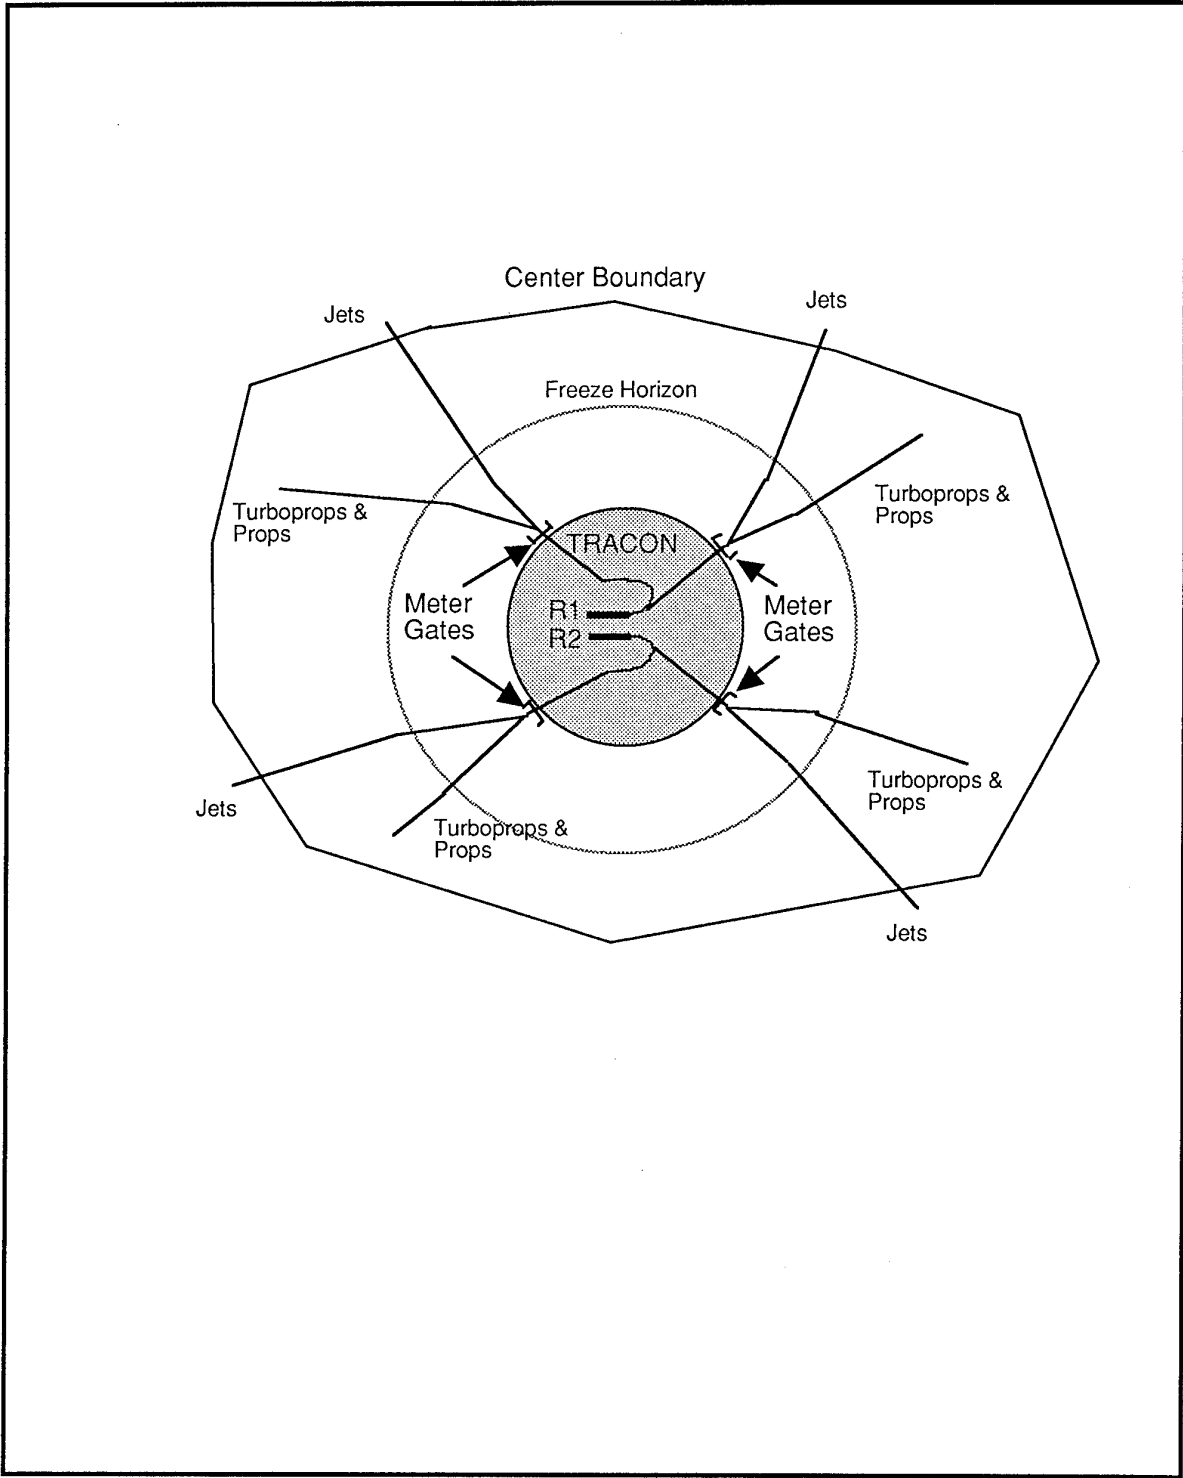 Center Boundary
Jets
Jets
Freeze Horizon
Turboprops &
Props
Turboprops &
Props
TRACON
Meter
Gates
R1
R2
Meter
Gates
Jets
Turboprops &
Props
Turboprops &
Props
Jets